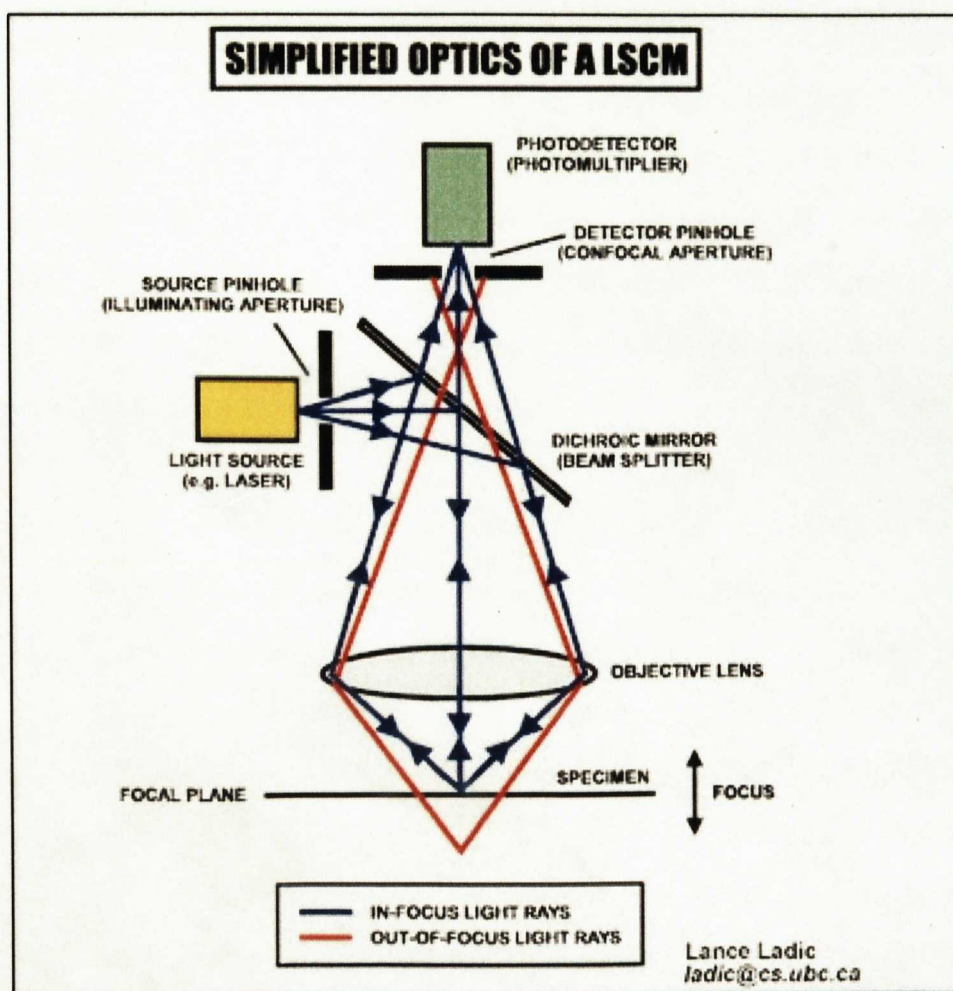 SIMPLIFIED OPTICS OF A LSCM
PHOTODETECTOR
(PHOTOMULTIPLIER)
DETECTOR PINHOLE
(CONFOCAL APERTURE)
SOURCE PINHOLE
(ILLUMINATING APERTURE)
LIGHT SOURCE
(e.g. LASER)
DICHROIC MIRROR
(BEAM SPLITTER)
OBJECTIVE LENS
SPECIMEN
FOCAL PLANE
FOCUS
IN-FOCUS LIGHT RAYS
OUT-OF-FOCUS LIGHT RAYS
Lance Ladic
ladic@cs.ubc.ca